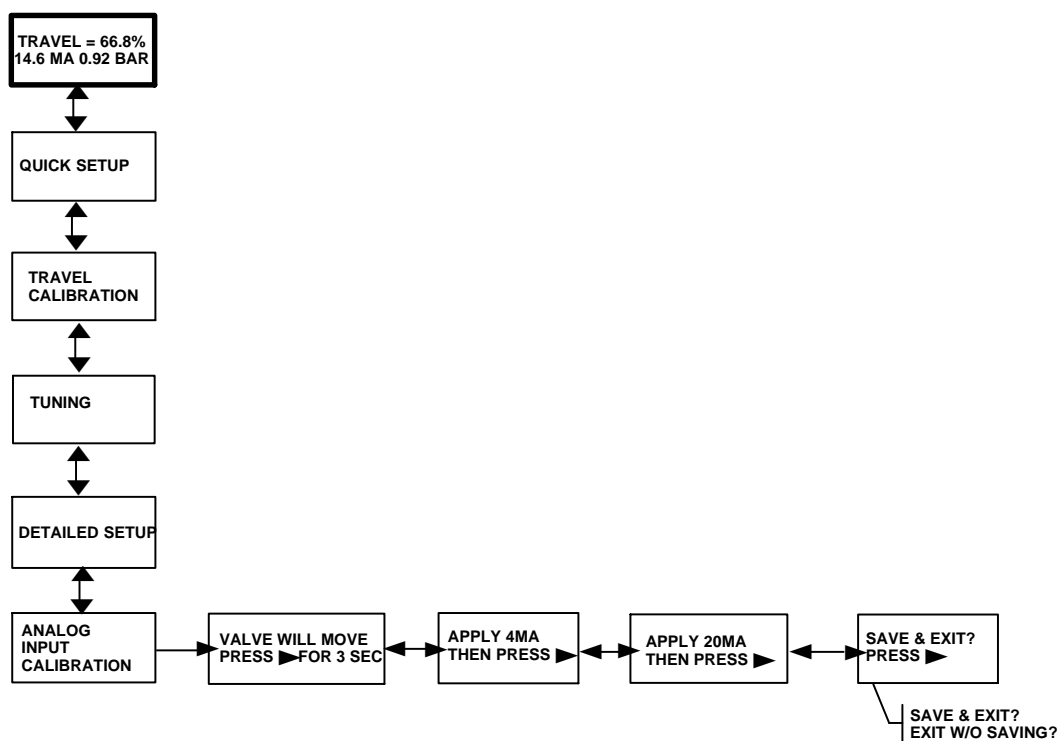 TRAVEL = 66.8%
14.6 MA 0.92 BAR
QUICK SETUP
TRAVEL
CALIBRATION
TUNING
DETAILED SETUP
ANALOG
INPUT
CALIBRATION
VALVE WILL MOVE
PRESS ► FOR 3 SEC
APPLY 4MA
THEN PRESS ►
APPLY 20MA
THEN PRESS ►
SAVE & EXIT?
PRESS ►
SAVE & EXIT?
EXIT W/O SAVING?